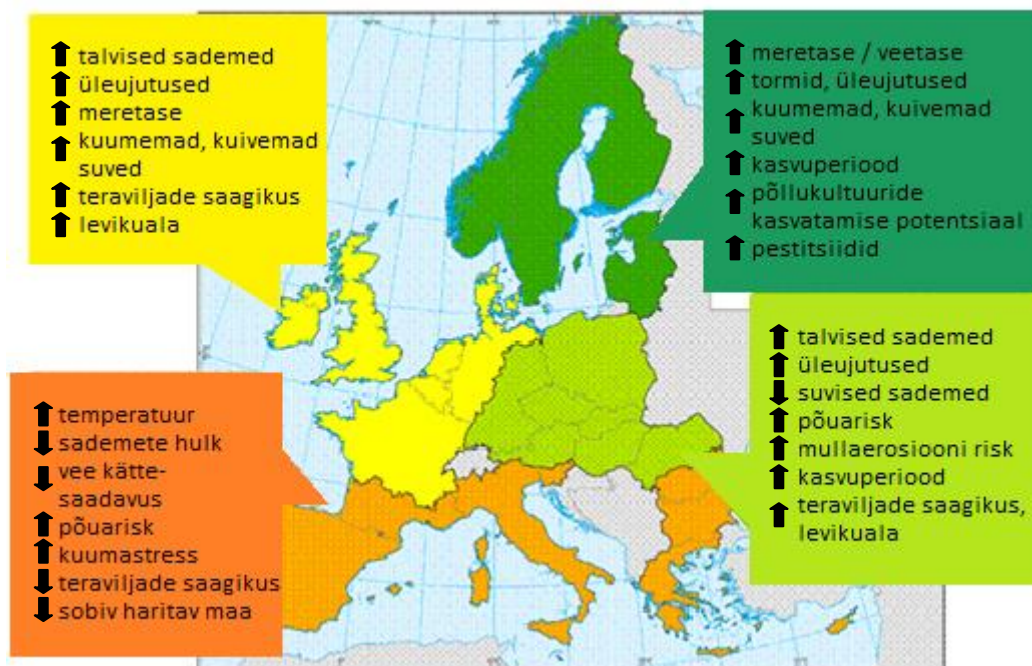 talvised sademed
üleujutused
meretase
kuumemad, kuivemad
suved
teraviljade saagikus
levikuala
meretase / veetase
tormid, üleujutused
kuumemad, kuivemad
suved
kasvuperiood
põllukultuuride
kasvatamise potentsiaal
pestitsiidid
temperatuur
sademete hulk
vee kätte-
saadavus
põuarisk
kuumastress
teraviljade saagikus
sobiv haritav maa
talvised sademed
üleujutused
suvised sademed
põuarisk
mullaerosiooni risk
kasvuperiood
teraviljade saagikus,
levikuala